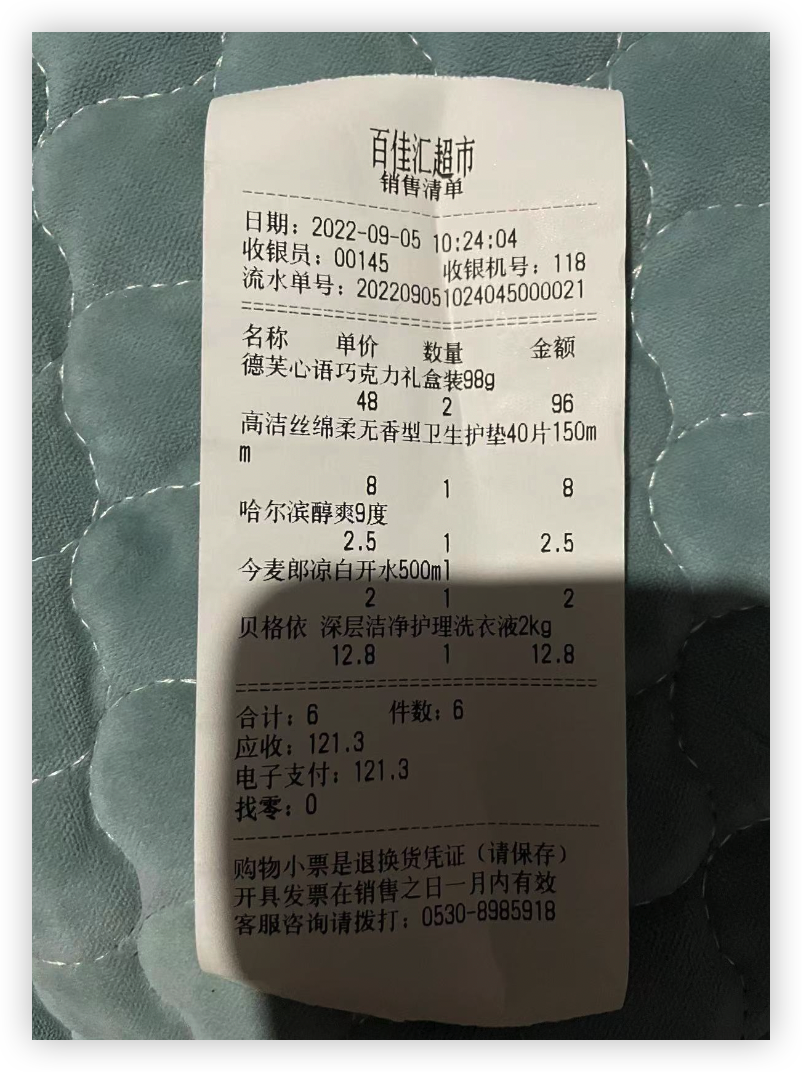 百佳汇超市
销售清单
日期：2022-09-05 10:24:04
收银员：00145 收银机号：118
流水单号：202209051024045000021
名称 单价 数量 金额
德芙心语巧克力礼盒装98g
48 2 96
高洁丝绵柔无香型卫生护垫40片150m
m
8 1 8
哈尔滨醇爽9度
2.5 1 2.5
今麦郎凉白开水500ml
2 1 2
贝格依 深层洁净护理洗衣液2kg
12.8 1 12.8
合计：6 件数：6
应收：121.3
电子支付：121.3
找零：0
购物小票是退换货凭证（请保存）
开具发票在销售之日一月内有效
客服咨询请拨打：0530-8985918